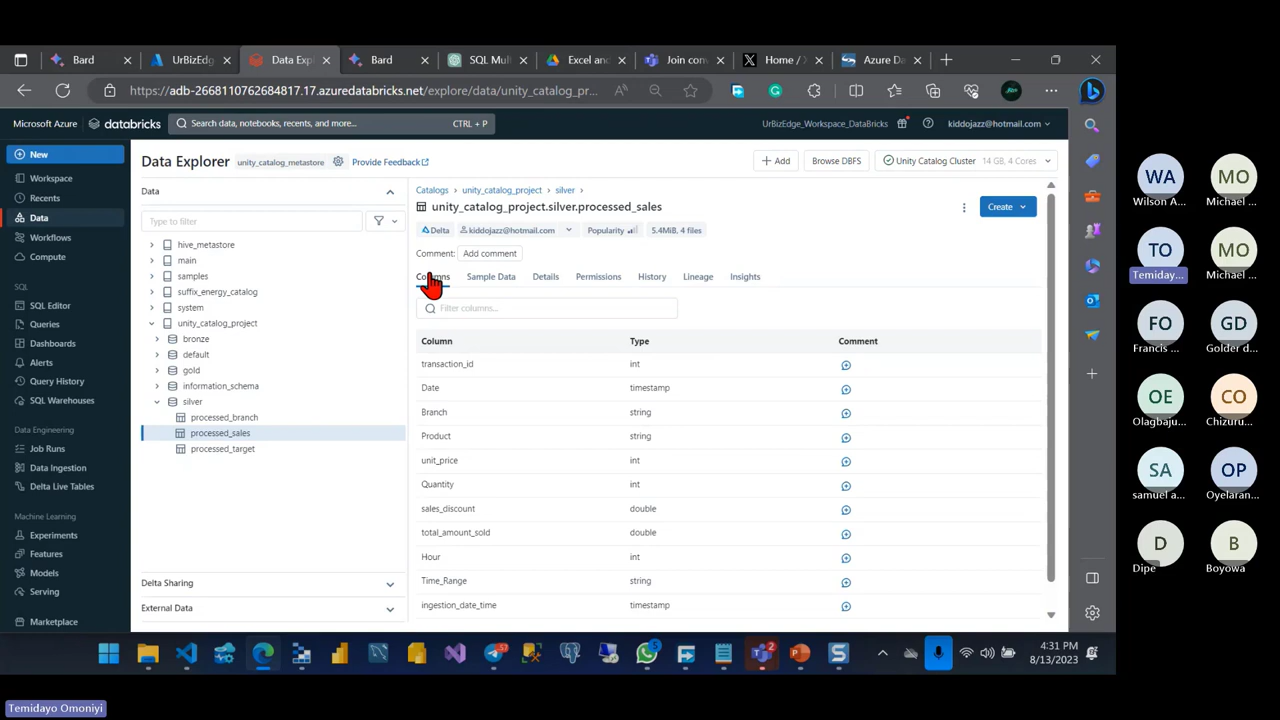 Bard
UrBizEdg
Data Exp
Bard
SQL Mul
Excel and
Join con
Home / X
Azure Da
https://adb-2668110762684817.17.azuredatabricks.net/explore/data/unity_catalog_pr...
Microsoft Azure
databricks
Search data, notebooks, recents, and more...
CTRL + P
UrBizEdge_Workspace_DataBricks
kiddojazz@hotmail.com
New
Workspace
Recents
Data
Workflows
Compute
SQL
SQL Editor
Queries
Dashboards
Alerts
Query History
SQL Warehouses
Data Engineering
Job Runs
Data Ingestion
Delta Live Tables
Machine Learning
Experiments
Features
Models
Serving
Marketplace
Data Explorer
unity_catalog_metastore
Provide Feedback
Add
Browse DBFS
Unity Catalog Cluster 14 GB, 4 Cores
Data
Type to filter
hive_metastore
main
samples
suffix_energy_catalog
system
unity_catalog_project
bronze
default
gold
information_schema
silver
processed_branch
processed_sales
processed_target
Delta Sharing
External Data
Catalogs > unity_catalog_project > silver >
unity_catalog_project.silver.processed_sales
Create
Delta
kiddojazz@hotmail.com
Popularity
5.4MiB, 4 files
Comment: Add comment
Columns
Sample Data
Details
Permissions
History
Lineage
Insights
Filter columns...
Column Type Comment
transaction_id int
Date timestamp
Branch string
Product string
unit_price int
Quantity int
sales_discount double
total_amount_sold double
Hour int
Time_Range string
ingestion_date_time timestamp
4:31 PM
8/13/2023
WA
Wilson A...
MO
Michael ...
TO
Temiday...
MO
Michael ...
FO
Francis ...
GD
Golder d...
OE
Olagbaju...
CO
Chizuru...
SA
samuel a...
OP
Oyelaran...
D
Dipe
B
Boyowa
Temidayo Omoniyi